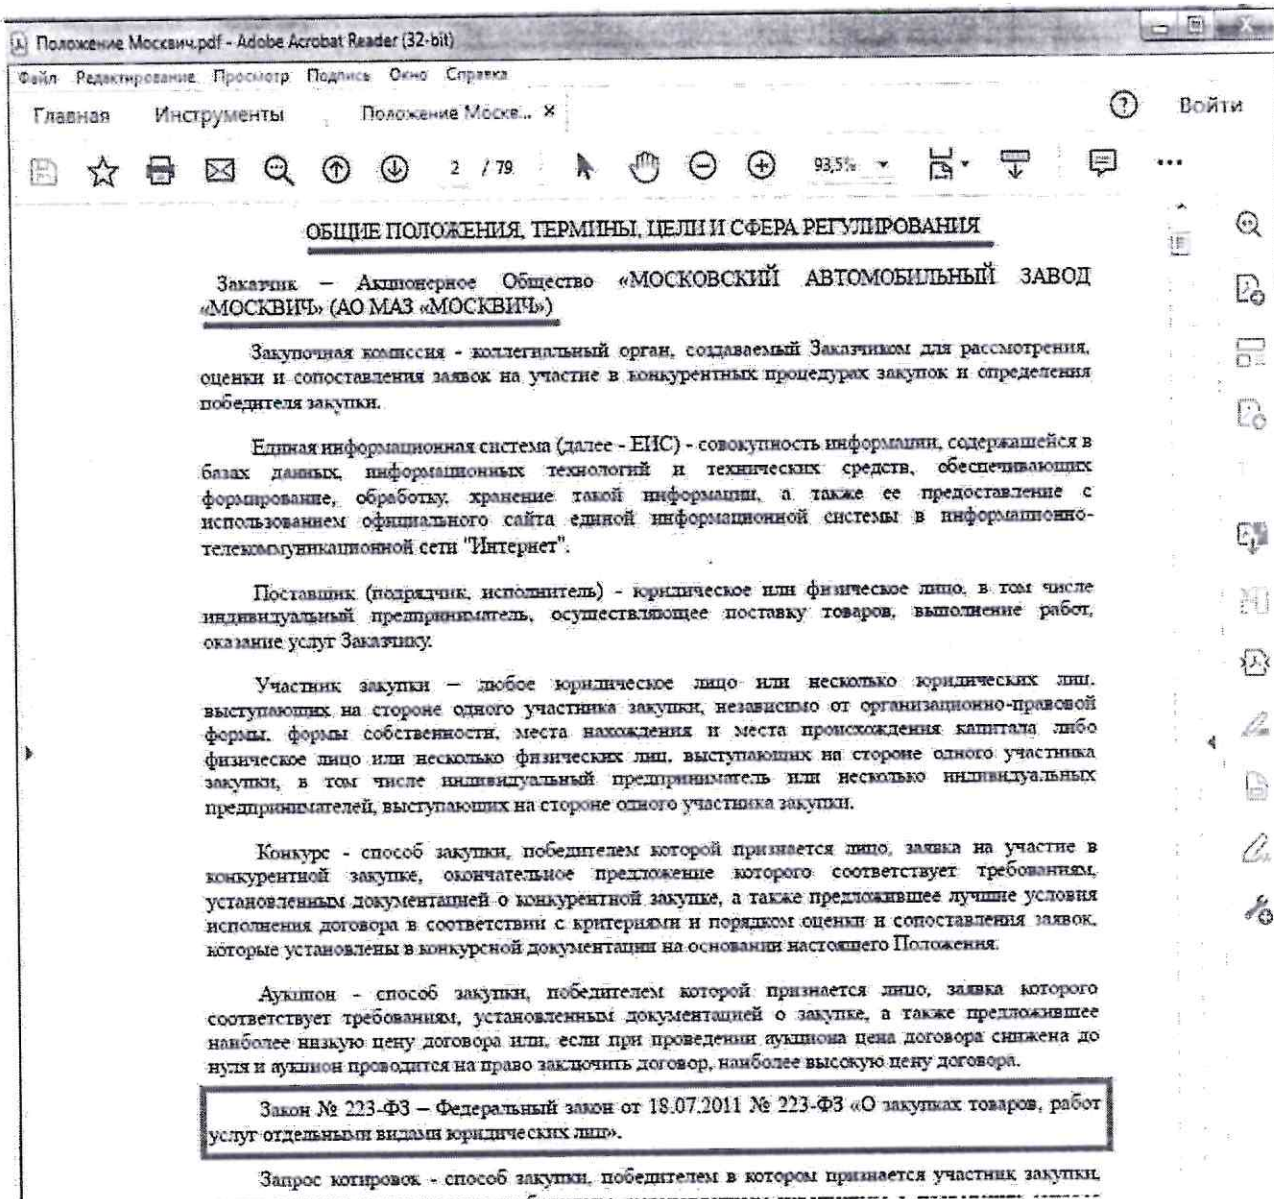 Положение Москвич.pdf - Adobe Acrobat Reader (32-bit)
Файл Редактирование Просмотр Подпись Окно Справка
Главная Инструменты Положение Моске... × ? Войти
2 / 79 93,5% ...
ОБЩИЕ ПОЛОЖЕНИЯ, ТЕРМИНЫ, ЦЕЛИ И СФЕРА РЕГУЛИРОВАНИЯ
Заказчик – Акционерное Общество «МОСКОВСКИЙ АВТОМОБИЛЬНЫЙ ЗАВОД
«МОСКВИЧ» (АО МАЗ «МОСКВИЧ»)
Закупочная комиссия - коллегиальный орган, создаваемый Заказчиком для рассмотрения,
оценки и сопоставления заявок на участие в конкурентных процедурах закупок и определения
победителя закупки.
Единая информационная система (далее - ЕИС) - совокупность информации, содержащейся в
базах данных, информационных технологий и технических средств, обеспечивающих
формирование, обработку, хранение такой информации, а также ее предоставление с
использованием официального сайта единой информационной системы в информационно-
телекоммуникационной сети "Интернет".
Поставщик (подрядчик, исполнитель) - юридическое или физическое лицо, в том числе
индивидуальный предприниматель, осуществляющее поставку товаров, выполнение работ,
оказание услуг Заказчику.
Участник закупки – любое юридическое лицо или несколько юридических лиц,
выступающих на стороне одного участника закупки, независимо от организационно-правовой
формы, формы собственности, места нахождения и места происхождения капитала либо
физическое лицо или несколько физических лиц, выступающих на стороне одного участника
закупки, в том числе индивидуальный предприниматель или несколько индивидуальных
предпринимателей, выступающих на стороне одного участника закупки.
Конкурс - способ закупки, победителем которой признается лицо, заявка на участие в
конкурентной закупке, окончательное предложение которого соответствует требованиям,
установленным документацией о конкурентной закупке, а также предложившее лучшие условия
исполнения договора в соответствии с критериями и порядком оценки и сопоставления заявок,
которые установлены в конкурсной документации на основании настоящего Положения.
Аукцион - способ закупки, победителем которой признается лицо, заявка которого
соответствует требованиям, установленным документацией о закупке, а также предложившее
наиболее низкую цену договора или, если при проведении аукциона цена договора снижена до
нуля и аукцион проводится на право заключить договор, наиболее высокую цену договора.
Закон № 223-ФЗ – Федеральный закон от 18.07.2011 № 223-ФЗ «О закупках товаров, работ
услуг отдельными видами юридических лиц».
Запрос котировок - способ закупки, победителем в котором признается участник закупки,